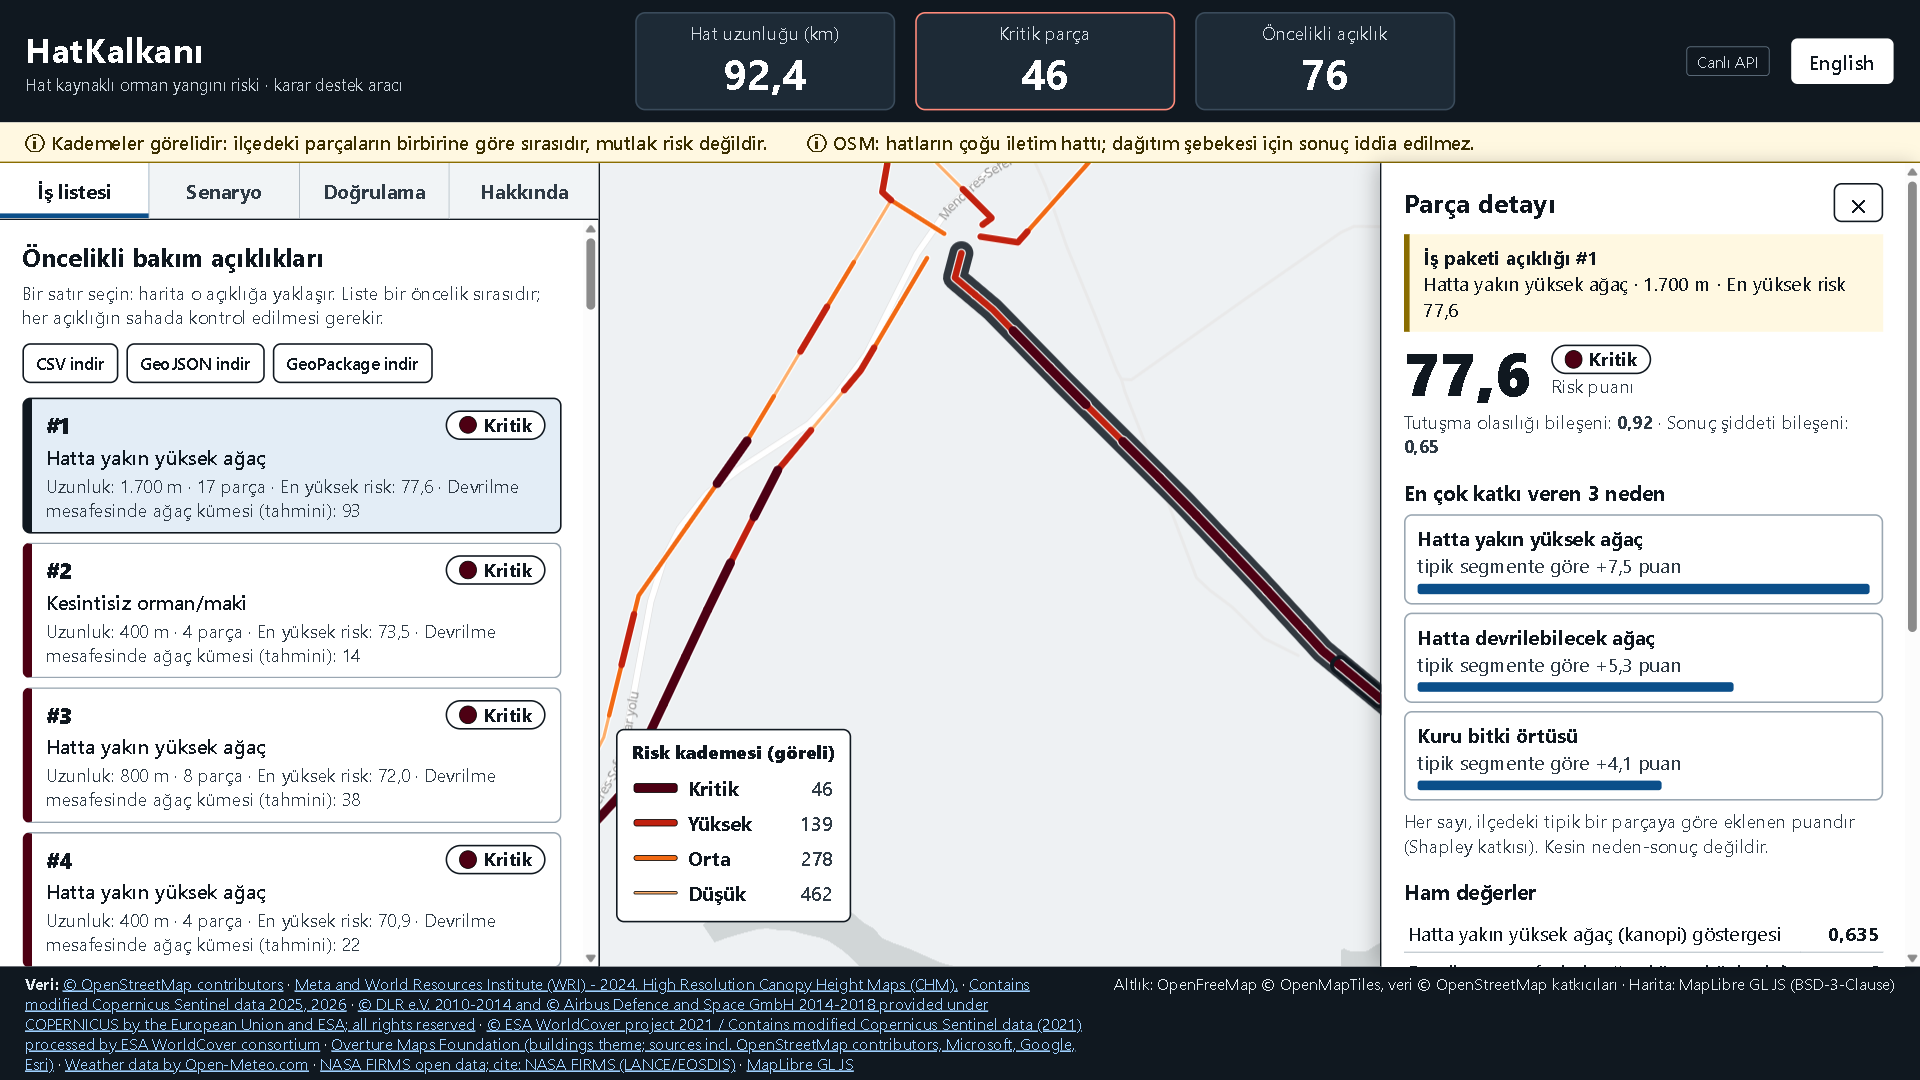 HatKalkanı
Hat kaynaklı orman yangını riski · karar destek aracı
Hat uzunluğu (km)
92,4
Kritik parça
46
Öncelikli açıklık
76
Canlı API
English
Kademeler görelidir: ilçedeki parçaların birbirine göre sırasıdır, mutlak risk değildir.
OSM: hatların çoğu iletim hattı; dağıtım şebekesi için sonuç iddia edilmez.
İş listesi
Senaryo
Doğrulama
Hakkında
Öncelikli bakım açıklıkları
Bir satır seçin: harita o açıklığa yaklaşır. Liste bir öncelik sırasıdır;
her açıklığın sahada kontrol edilmesi gerekir.
CSV indir
GeoJSON indir
GeoPackage indir
#1
Kritik
Hatta yakın yüksek ağaç
Uzunluk: 1.700 m · 17 parça · En yüksek risk: 77,6 · Devrilme
mesafesinde ağaç kümesi (tahmini): 93
#2
Kritik
Kesintisiz orman/maki
Uzunluk: 400 m · 4 parça · En yüksek risk: 73,5 · Devrilme
mesafesinde ağaç kümesi (tahmini): 14
#3
Kritik
Hatta yakın yüksek ağaç
Uzunluk: 800 m · 8 parça · En yüksek risk: 72,0 · Devrilme
mesafesinde ağaç kümesi (tahmini): 38
#4
Kritik
Hatta yakın yüksek ağaç
Uzunluk: 400 m · 4 parça · En yüksek risk: 70,9 · Devrilme
mesafesinde ağaç kümesi (tahmini): 22
Risk kademesi (göreli)
Kritik 46
Yüksek 139
Orta 278
Düşük 462
Parça detayı
İş paketi açıklığı #1
Hatta yakın yüksek ağaç · 1.700 m · En yüksek risk
77,6
77,6
Kritik
Risk puanı
Tutuşma olasılığı bileşeni: 0,92 · Sonuç şiddeti bileşeni:
0,65
En çok katkı veren 3 neden
Hatta yakın yüksek ağaç
tipik segmente göre +7,5 puan
Hatta devrilebilecek ağaç
tipik segmente göre +5,3 puan
Kuru bitki örtüsü
tipik segmente göre +4,1 puan
Her sayı, ilçedeki tipik bir parçaya göre eklenen puandır
(Shapley katkısı). Kesin neden-sonuç değildir.
Ham değerler
Hatta yakın yüksek ağaç (kanopi) göstergesi 0,635
Veri: © OpenStreetMap contributors · Meta and World Resources Institute (WRI) - 2024. High Resolution Canopy Height Maps (CHM). · Contains
modified Copernicus Sentinel data 2025, 2026 · © DLR e.V. 2010-2014 and © Airbus Defence and Space GmbH 2014-2018 provided under
COPERNICUS by the European Union and ESA; all rights reserved · © ESA WorldCover project 2021 / Contains modified Copernicus Sentinel data (2021)
processed by ESA WorldCover consortium · Overture Maps Foundation (buildings theme; sources incl. OpenStreetMap contributors, Microsoft, Google,
Esri) · Weather data by Open-Meteo.com · NASA FIRMS open data; cite: NASA FIRMS (LANCE/EOSDIS) · MapLibre GL JS
Altlık: OpenFreeMap © OpenMapTiles, veri © OpenStreetMap katkıcıları · Harita: MapLibre GL JS (BSD-3-Clause)